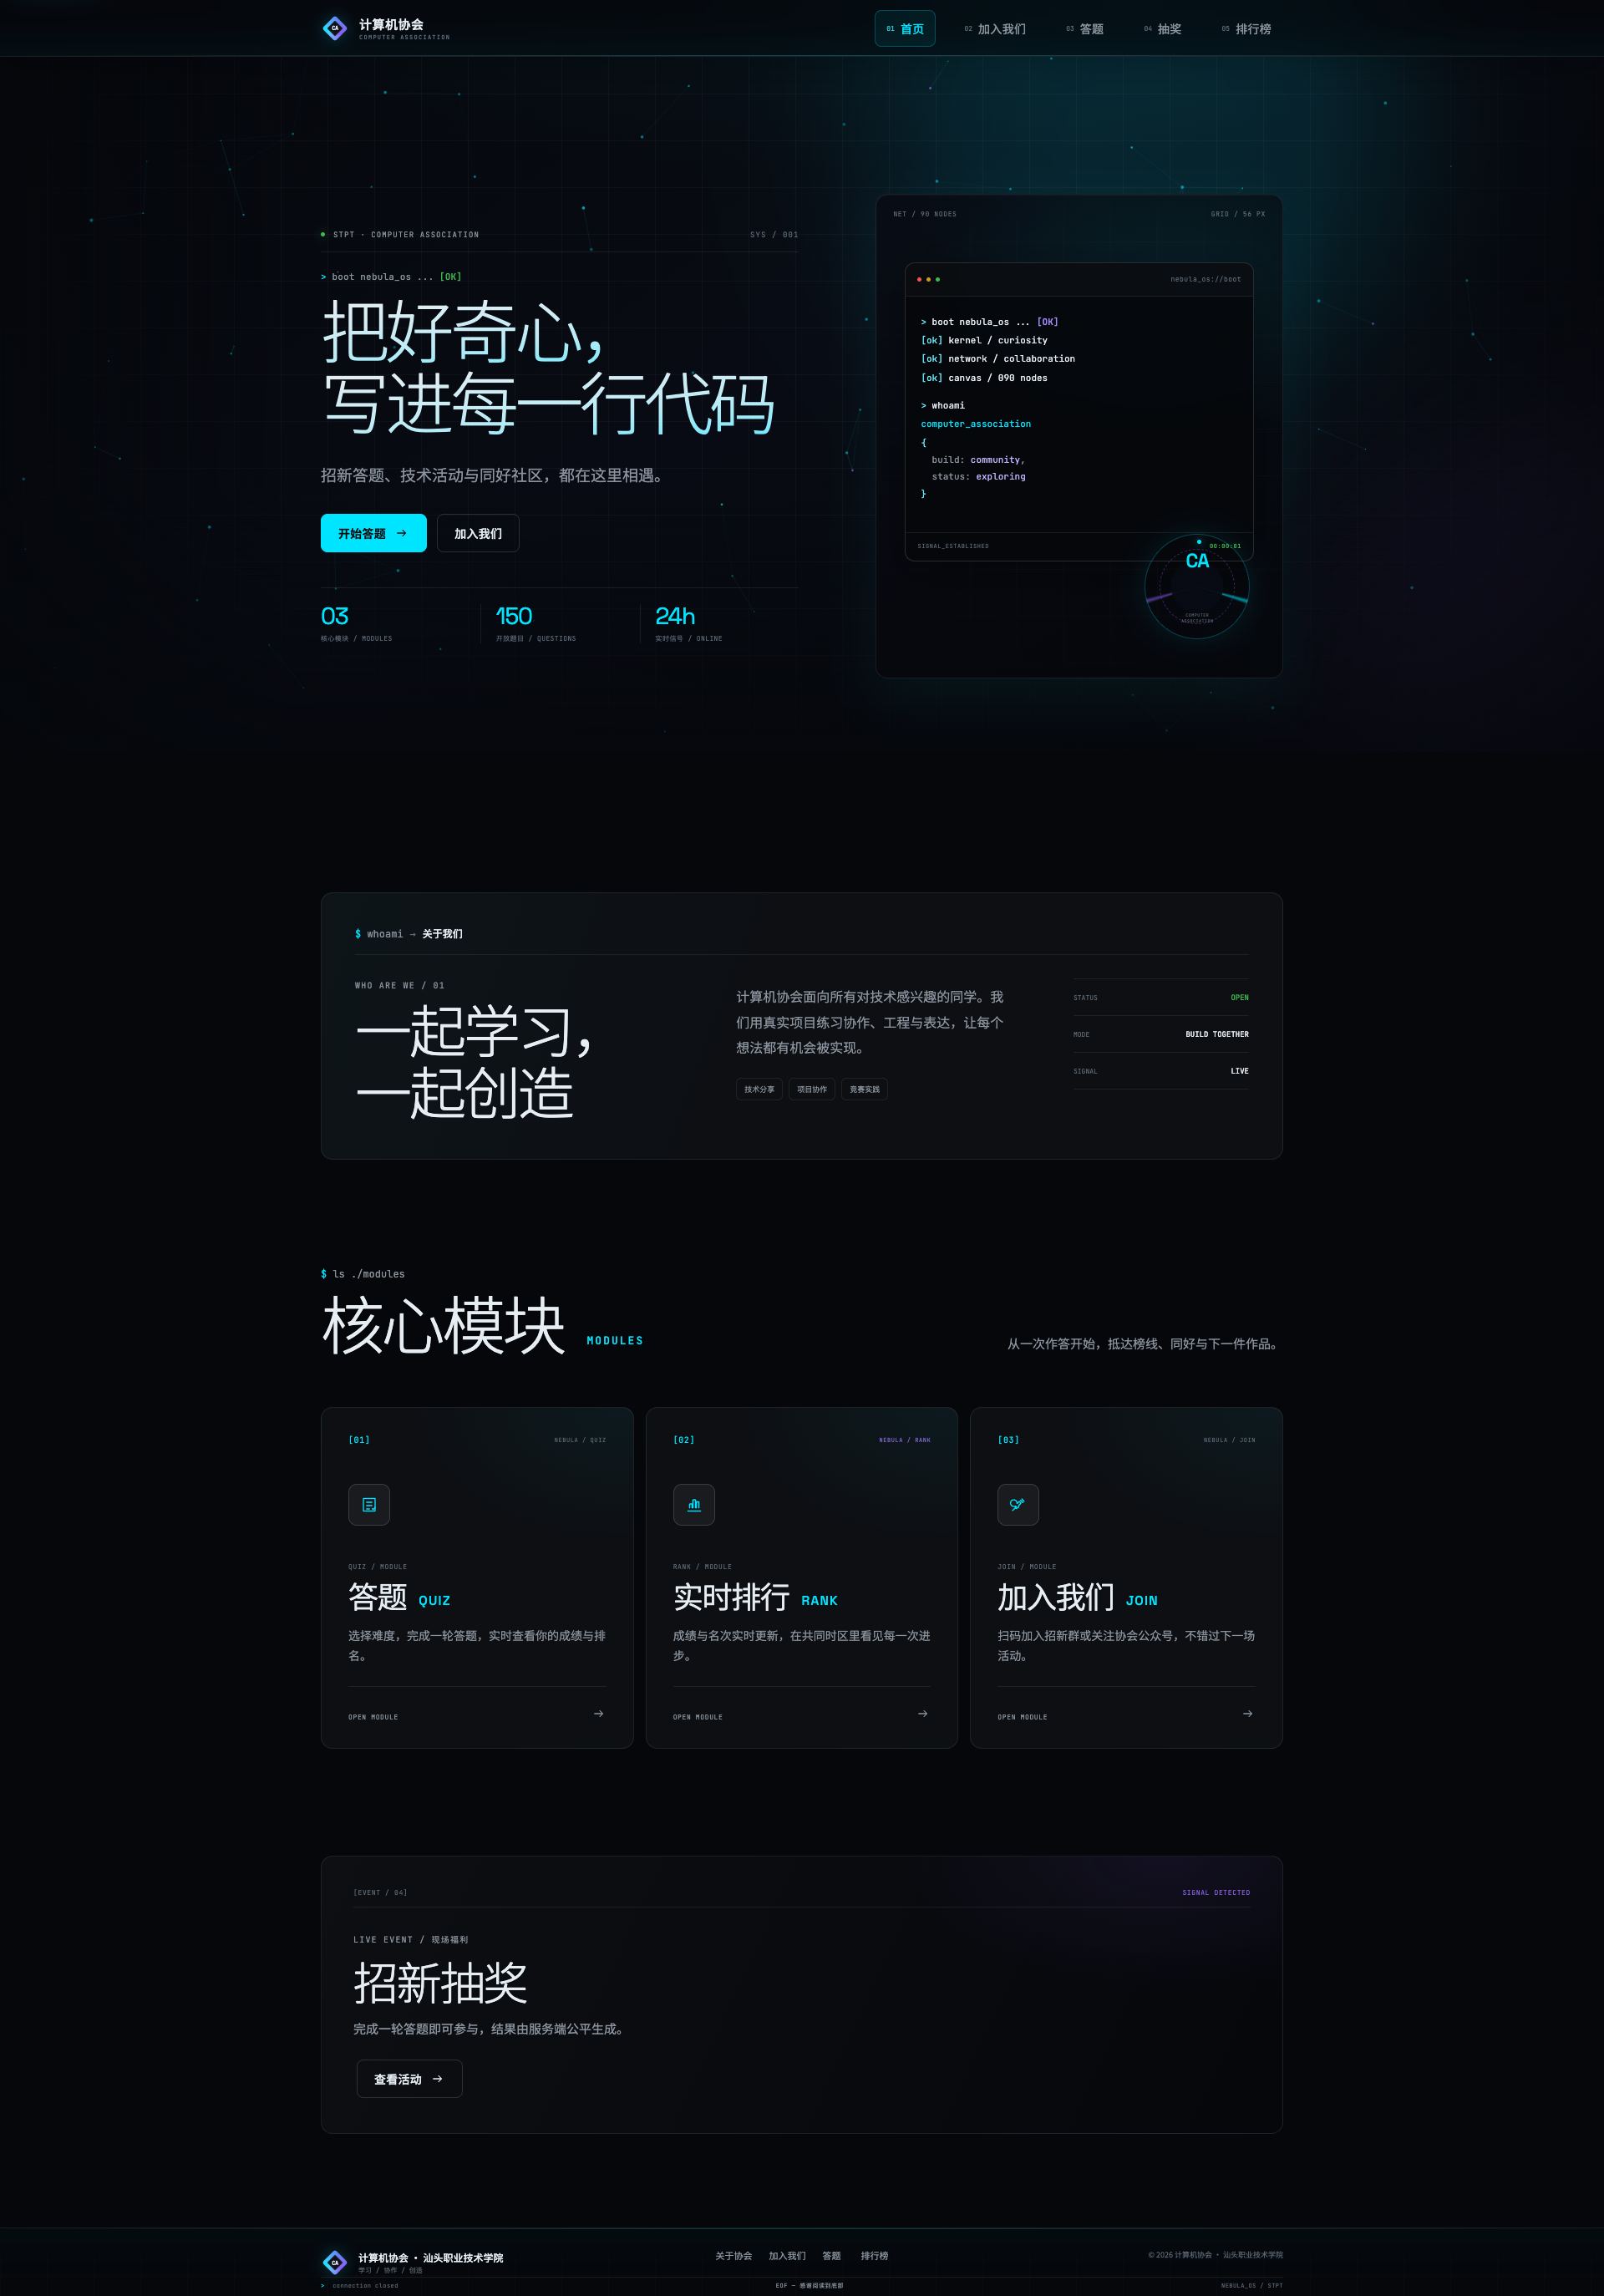 计算机协会
COMPUTER ASSOCIATION
01 首页 02 加入我们 03 答题 04 抽奖 05 排行榜
STPT · COMPUTER ASSOCIATION
SYS / 001
> boot nebula_os ... [OK]
把好奇心，
写进每一行代码
招新答题、技术活动与同好社区，都在这里相遇。
开始答题 →
加入我们
03
核心模块 / MODULES
150
开放题目 / QUESTIONS
24h
实时信号 / ONLINE
NET / 90 NODES
GRID / 56 PX
nebula_os://boot
> boot nebula_os ... [OK]
[ok] kernel / curiosity
[ok] network / collaboration
[ok] canvas / 090 nodes
> whoami
computer_association
{
build: community,
status: exploring
}
SIGNAL_ESTABLISHED
00:00:01
CA
COMPUTER
ASSOCIATION
$ whoami → 关于我们
WHO ARE WE / 01
一起学习，
一起创造
计算机协会面向所有对技术感兴趣的同学。我
们用真实项目练习协作、工程与表达，让每个
想法都有机会被实现。
技术分享 项目协作 竞赛实践
STATUS OPEN
MODE BUILD TOGETHER
SIGNAL LIVE
$ ls ./modules
核心模块 MODULES
从一次作答开始，抵达榜线、同好与下一件作品。
[01] NEBULA / QUIZ
QUIZ / MODULE
答题 QUIZ
选择难度，完成一轮答题，实时查看你的成绩与排
名。
OPEN MODULE →
[02] NEBULA / RANK
RANK / MODULE
实时排行 RANK
成绩与名次实时更新，在共同时区里看见每一次进
步。
OPEN MODULE →
[03] NEBULA / JOIN
JOIN / MODULE
加入我们 JOIN
扫码加入招新群或关注协会公众号，不错过下一场
活动。
OPEN MODULE →
[EVENT / 04]
SIGNAL DETECTED
LIVE EVENT / 现场福利
招新抽奖
完成一轮答题即可参与，结果由服务端公平生成。
查看活动 →
CA
计算机协会 · 汕头职业技术学院
学习 / 协作 / 创造
关于协会 加入我们 答题 排行榜
© 2026 计算机协会 · 汕头职业技术学院
> connection closed
EOF — 感谢阅读到底部
NEBULA_OS / STPT